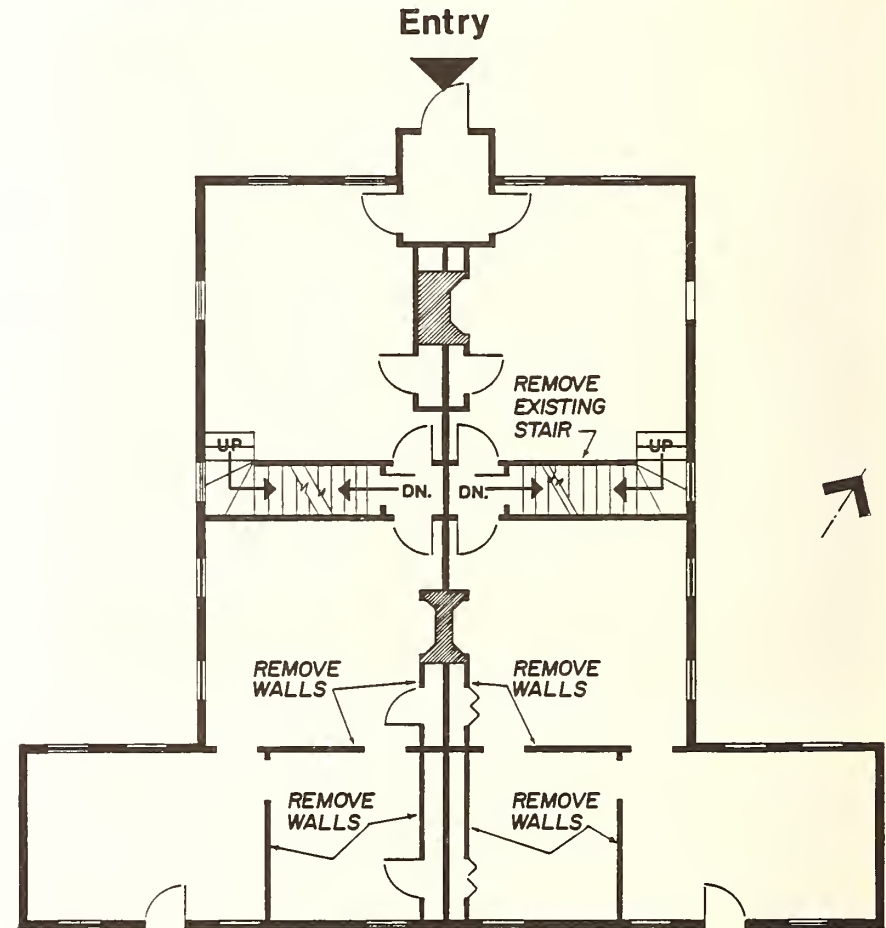 Entry
REMOVE
EXISTING
STAIR
UP
UP
DN.
DN.
REMOVE
WALLS
REMOVE
WALLS
REMOVE
WALLS
REMOVE
WALLS